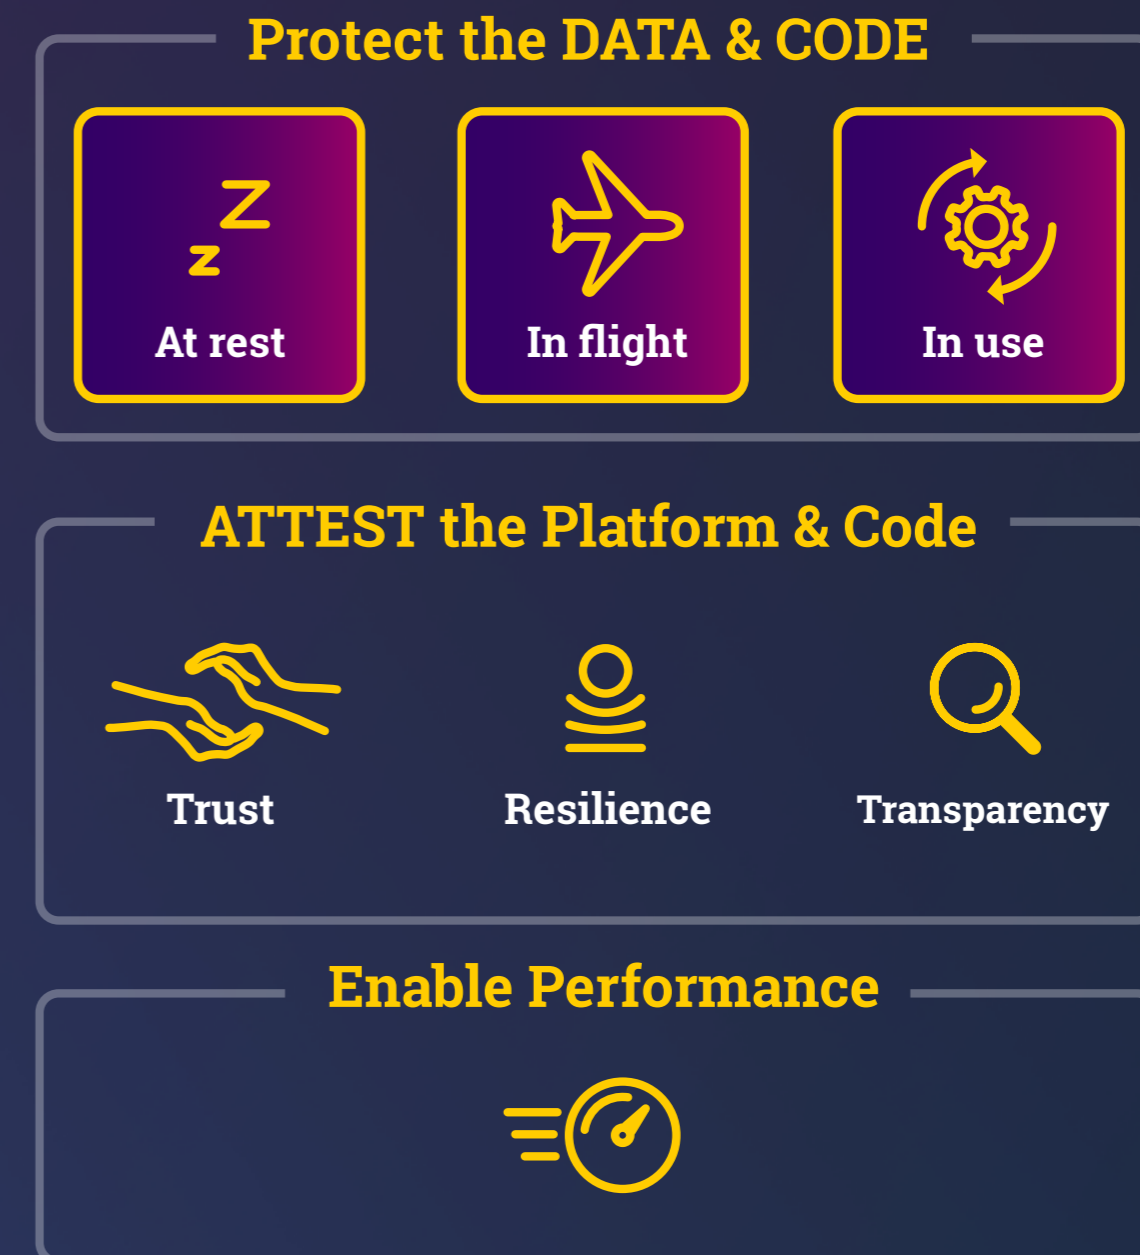 Protect the DATA & CODE
At rest
In flight
In use
ATTEST the Platform & Code
Trust
Resilience
Transparency
Enable Performance